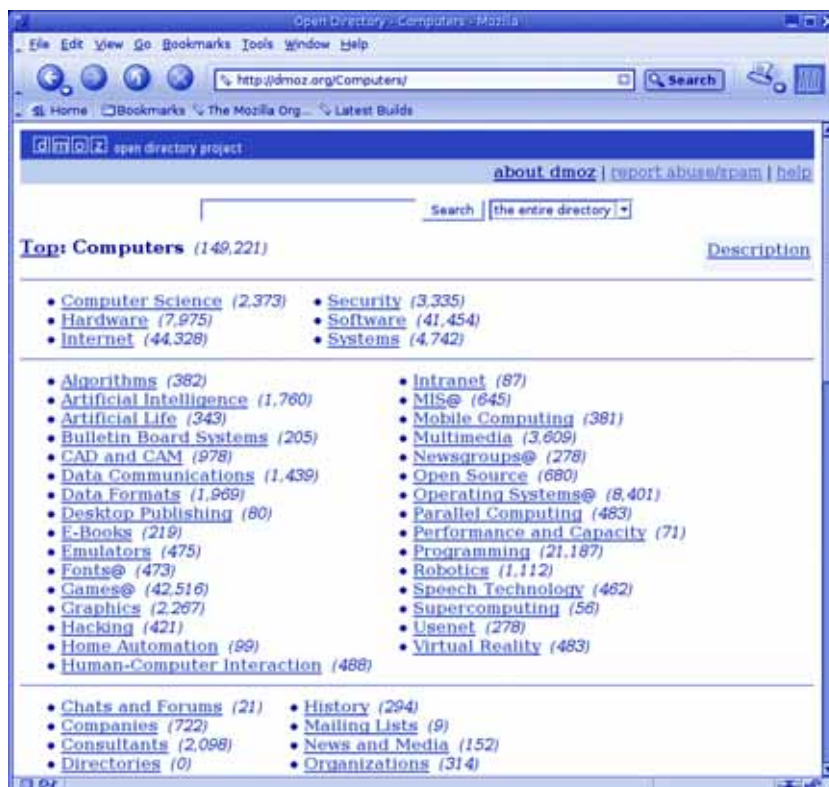 Open Directory - Computers - Mozilla
File Edit View Go Bookmarks Tools Window Help
http://dmoz.org/Computers/ Search
Home Bookmarks The Mozilla Org... Latest Builds
dmoz open directory project
about dmoz | report abuse/spam | help
Search the entire directory
Top: Computers (149,221) Description
Computer Science (2,373)
Hardware (7,975)
Internet (44,328)
Security (3,335)
Software (41,454)
Systems (4,742)
Algorithms (382)
Artificial Intelligence (1,760)
Artificial Life (343)
Bulletin Board Systems (205)
CAD and CAM (978)
Data Communications (1,439)
Data Formats (1,969)
Desktop Publishing (80)
E-Books (219)
Emulators (475)
Fonts@ (473)
Games@ (42,516)
Graphics (2,267)
Hacking (421)
Home Automation (99)
Human-Computer Interaction (488)
Intranet (87)
MIS@ (645)
Mobile Computing (381)
Multimedia (3,609)
Newsgroups@ (278)
Open Source (680)
Operating Systems@ (8,401)
Parallel Computing (483)
Performance and Capacity (71)
Programming (21,187)
Robotics (1,112)
Speech Technology (462)
Supercomputing (56)
Usenet (278)
Virtual Reality (483)
Chats and Forums (21)
Companies (722)
Consultants (2,098)
Directories (0)
History (294)
Mailing Lists (9)
News and Media (152)
Organizations (314)